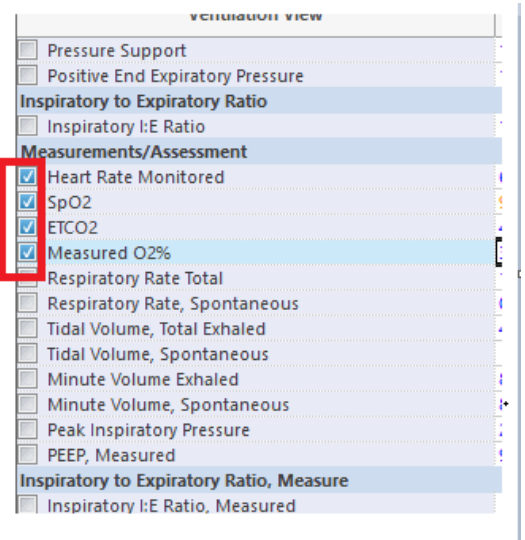 Ventilation View
Pressure Support
Positive End Expiratory Pressure
Inspiratory to Expiratory Ratio
Inspiratory I:E Ratio
Measurements/Assessment
Heart Rate Monitored
SpO2
ETCO2
Measured O2%
Respiratory Rate Total
Respiratory Rate, Spontaneous
Tidal Volume, Total Exhaled
Tidal Volume, Spontaneous
Minute Volume Exhaled
Minute Volume, Spontaneous
Peak Inspiratory Pressure
PEEP, Measured
Inspiratory to Expiratory Ratio, Measure
Inspiratory I:E Ratio, Measured